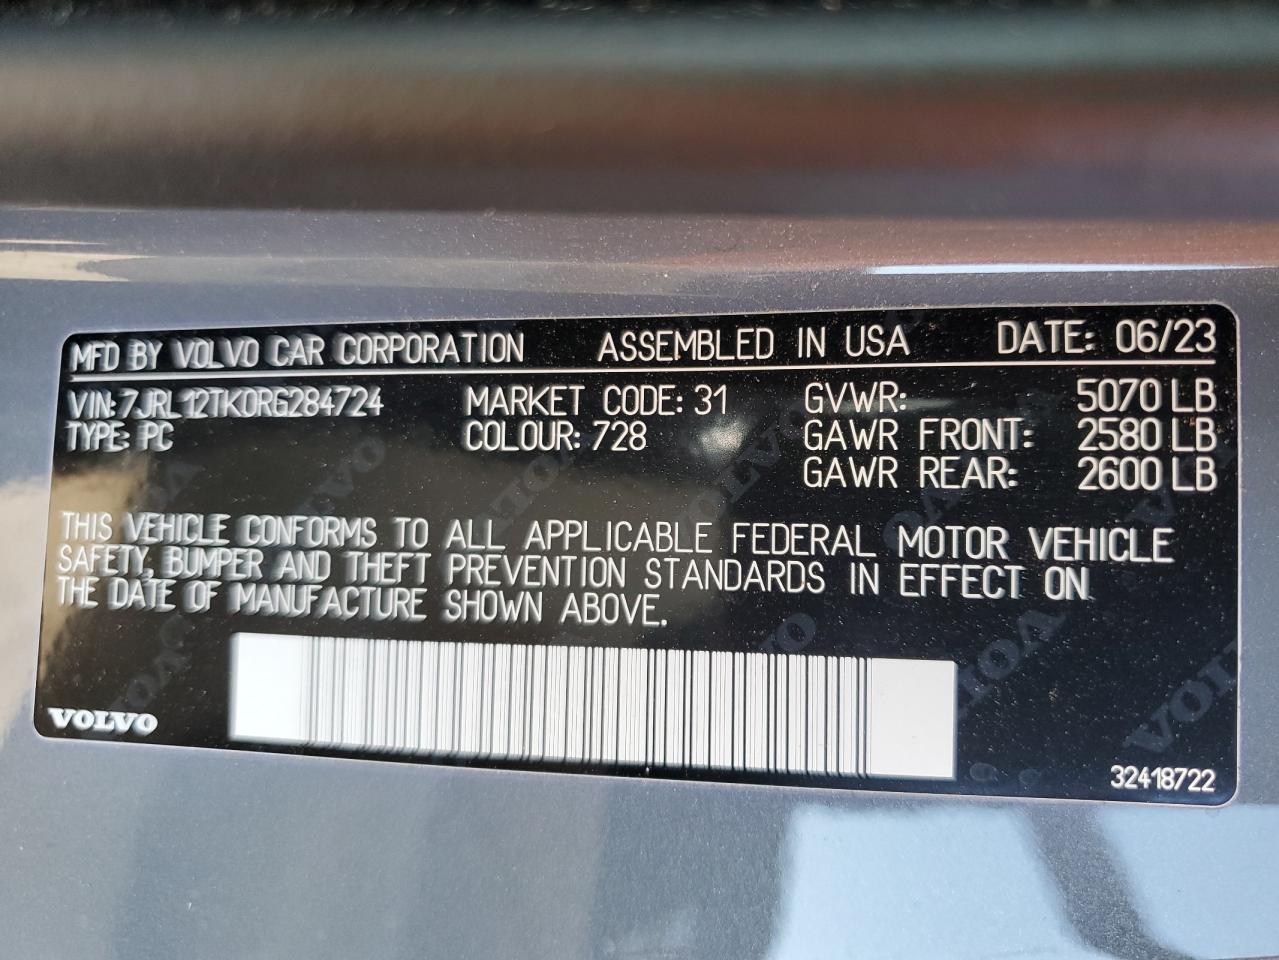 MFD BY VOLVO CAR CORPORATION ASSEMBLED IN USA DATE: 06/23
VIN: 7JRL12TK0RG284724 MARKET CODE: 31 GVWR: 5070 LB
TYPE: PC COLOUR: 728 GAWR FRONT: 2580 LB
GAWR REAR: 2600 LB
THIS VEHICLE CONFORMS TO ALL APPLICABLE FEDERAL MOTOR VEHICLE
SAFETY, BUMPER AND THEFT PREVENTION STANDARDS IN EFFECT ON
THE DATE OF MANUFACTURE SHOWN ABOVE.
VOLVO
32418722